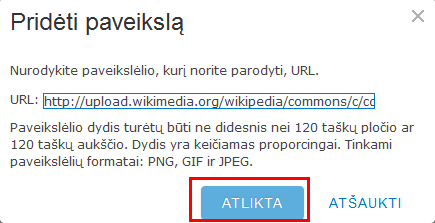 Pridėti paveikslą
Nurodykite paveikslėlio, kurį norite parodyti, URL.
URL: http://upload.wikimedia.org/wikipedia/commons/c/cc
Paveikslėlio dydis turėtų būti ne didesnis nei 120 taškų pločio ar
120 taškų aukščio. Dydis yra keičiamas proporcingai. Tinkami
paveikslėlių formatai: PNG, GIF ir JPEG.
ATLIKTA ATŠAUKTI